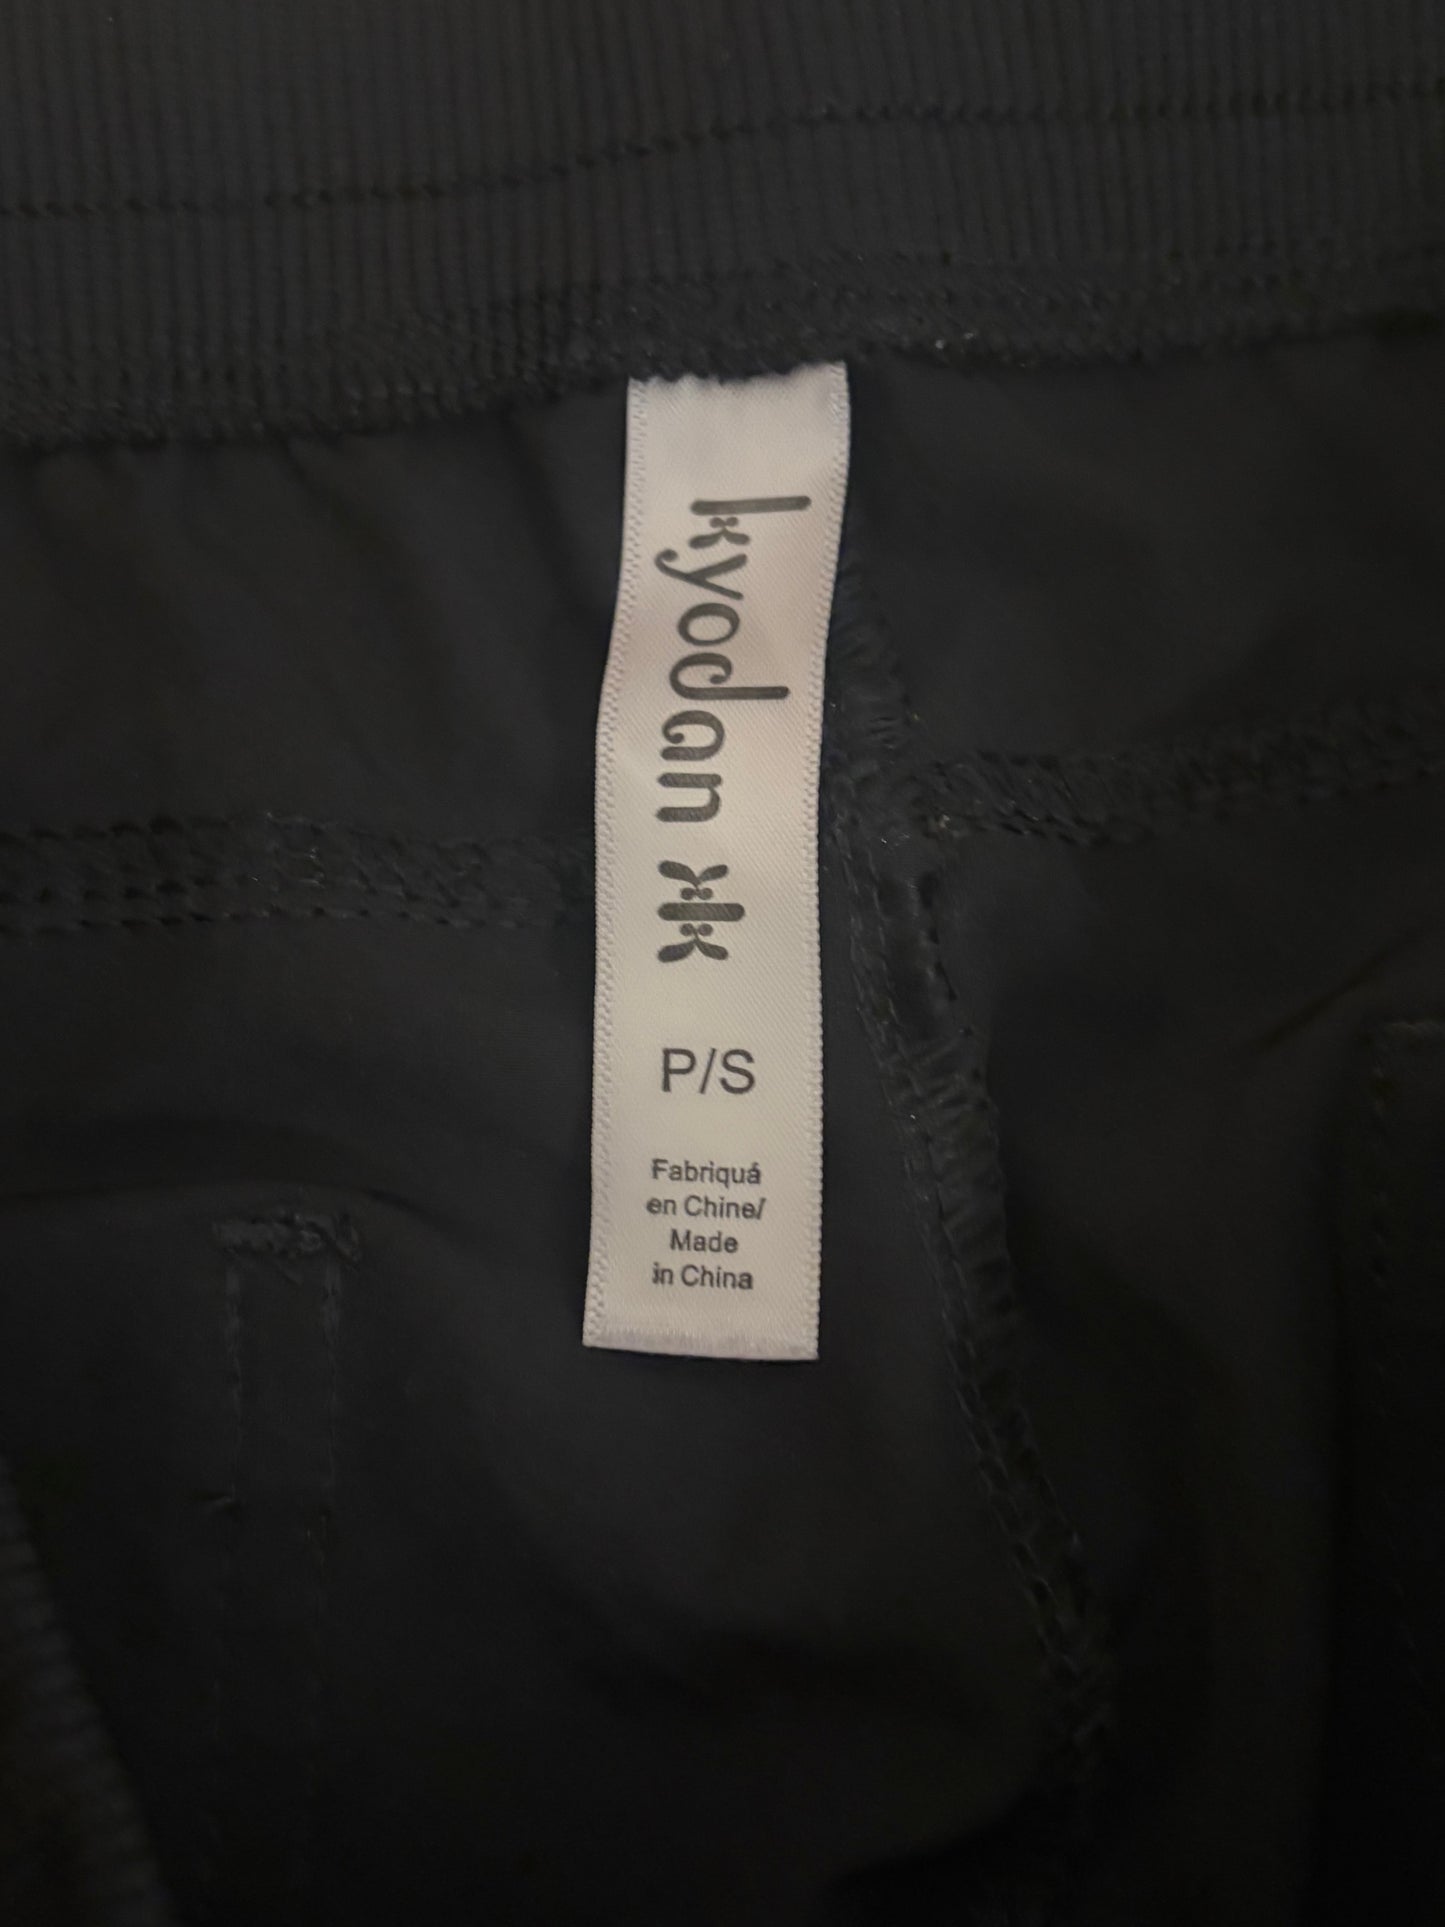 kyodan
P/S
Fabriquá
en Chine/
Made
in China